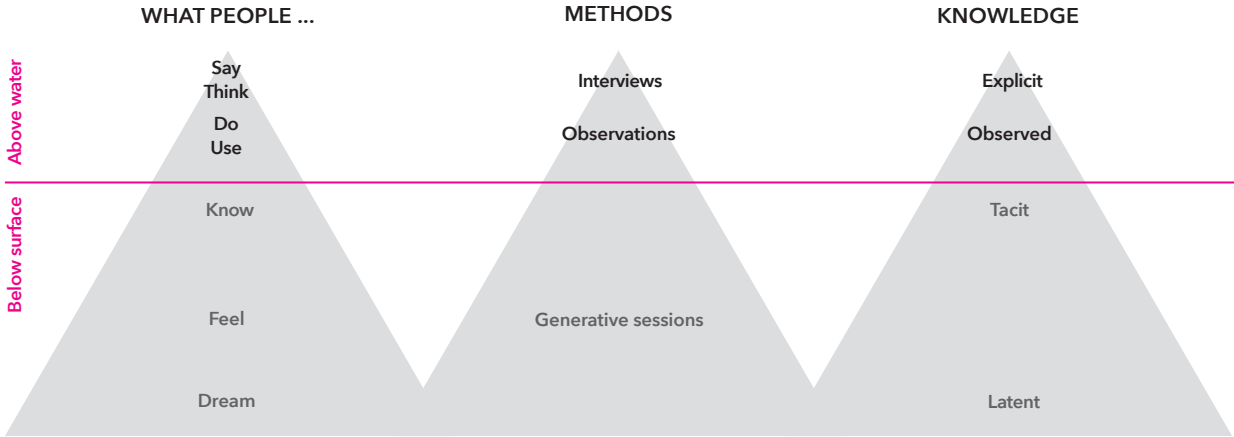 WHAT PEOPLE ...
METHODS
KNOWLEDGE
Above water
Say
Think
Interviews
Explicit
Do
Use
Observations
Observed
Below surface
Know
Tacit
Feel
Generative sessions
Dream
Latent